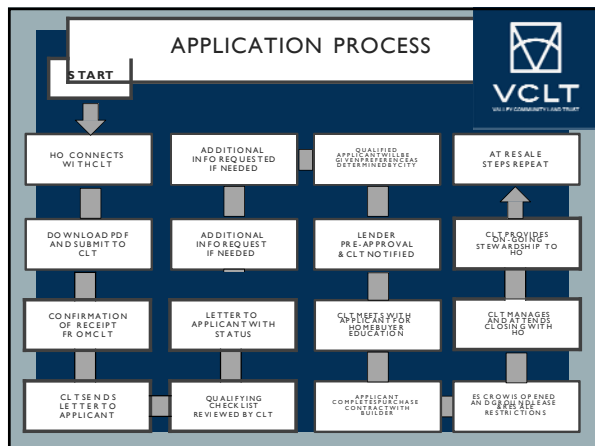 APPLICATION PROCESS
VCLT
VALLEY COMMUNITY LAND TRUST
START
HO CONNECTS
WITH CLT
DOWNLOAD PDF
AND SUBMIT TO
CLT
CONFIRMATION
OF RECEIPT
FROM CLT
CLT SENDS
LETTER TO
APPLICANT
QUALIFYING
CHECKLIST
REVIEWED BY CLT
LETTER TO
APPLICANT WITH
STATUS
ADDITIONAL
INFO REQUEST
IF NEEDED
ADDITIONAL
INFO REQUESTED
IF NEEDED
QUALIFIED
APPLICANT WILL BE
GIVEN PREFERENCE AS
DETERMINED BY CITY
LENDER
PRE-APPROVAL
& CLT NOTIFIED
CLT MEETS WITH
APPLICANT FOR
HOMEBUYER
EDUCATION
APPLICANT
COMPLETES PURCHASE
CONTRACT WITH
BUILDER
ESCROW IS OPENED
AND GROUND LEASE
& RESALE
RESTRICTIONS
CLT MANAGES
AND ATTENDS
CLOSING WITH
HO
CLT PROVIDES
ON-GOING
STEWARDSHIP TO
HO
AT RESALE
STEPS REPEAT